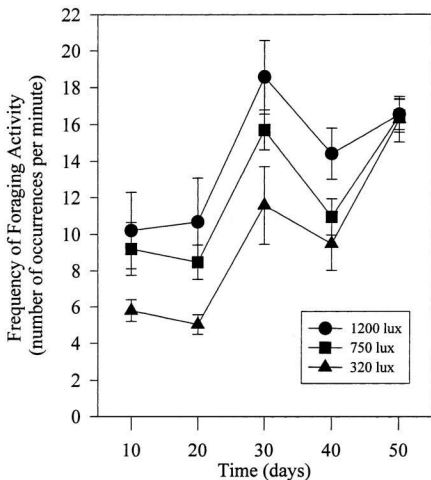 Frequency of Foraging Activity
(number of occurrences per minute)
22
20
18
16
14
12
10
8
6
4
2
0
1200 lux
750 lux
320 lux
10 20 30 40 50
Time (days)